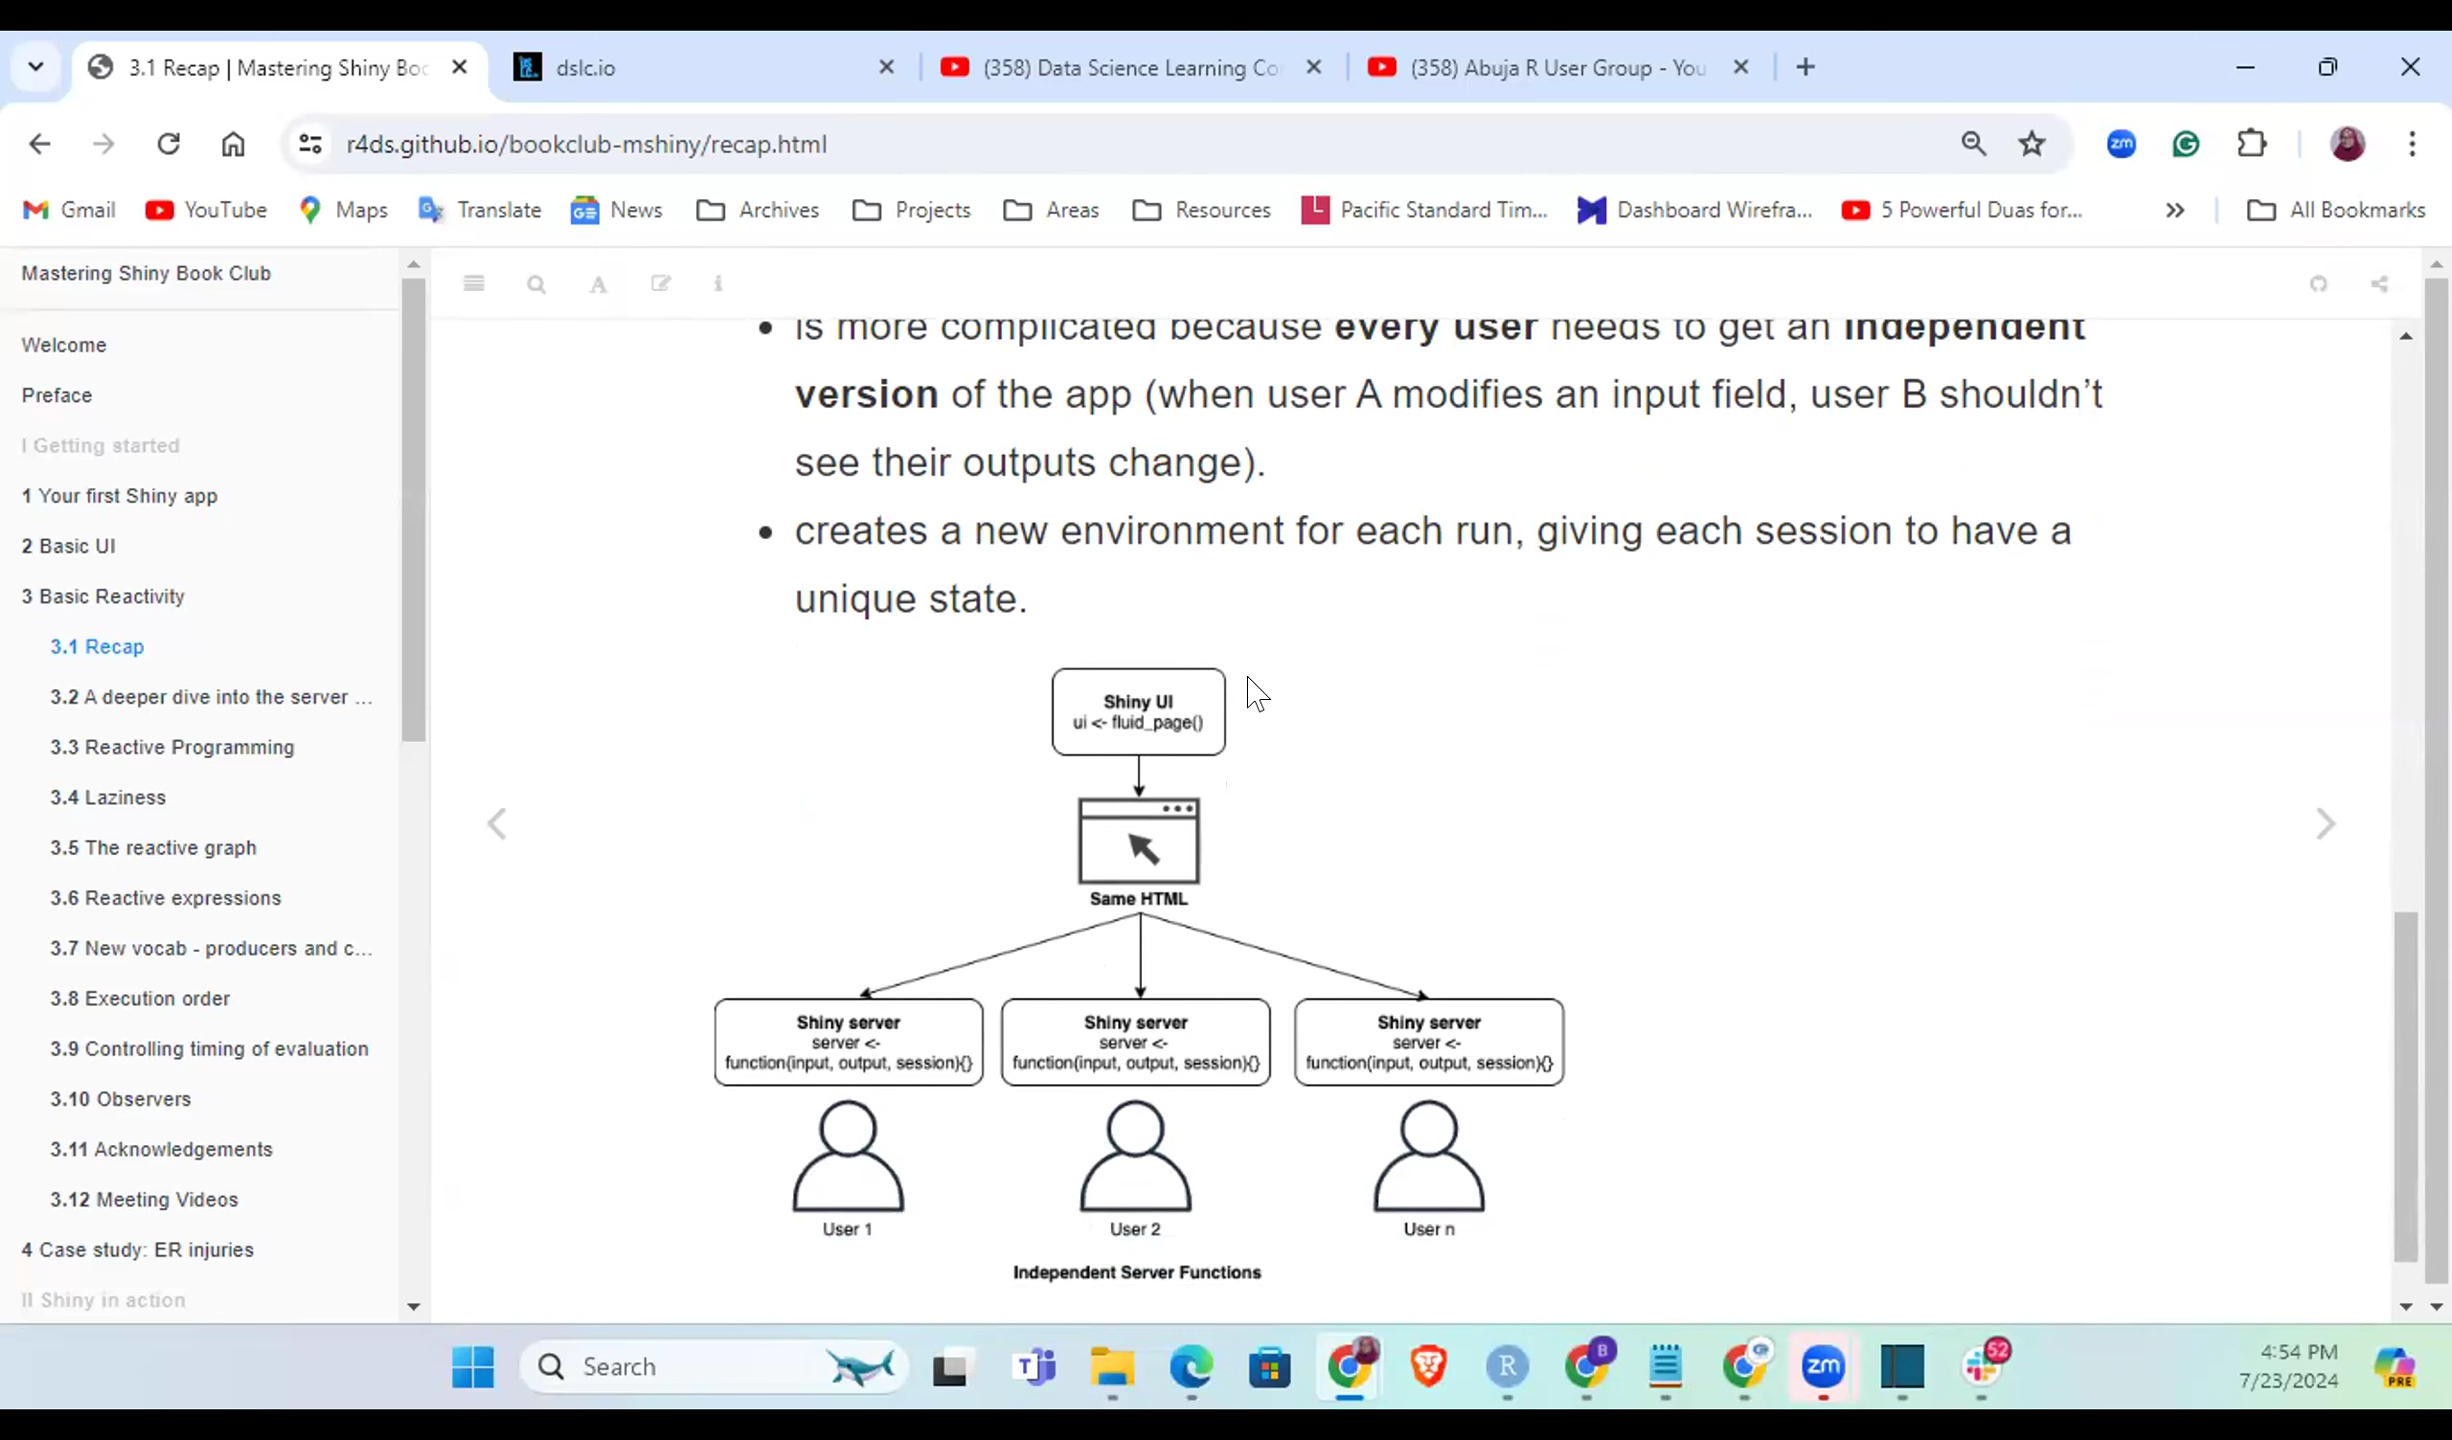 3.1 Recap | Mastering Shiny Boo
dslc.io
(358) Data Science Learning Co
(358) Abuja R User Group - You
r4ds.github.io/bookclub-mshiny/recap.html
zm
Gmail
YouTube
Maps
Translate
News
Archives
Projects
Areas
Resources
Pacific Standard Tim...
Dashboard Wirefra...
5 Powerful Duas for...
All Bookmarks
Mastering Shiny Book Club
Welcome
Preface
I Getting started
1 Your first Shiny app
2 Basic UI
3 Basic Reactivity
3.1 Recap
3.2 A deeper dive into the server ...
3.3 Reactive Programming
3.4 Laziness
3.5 The reactive graph
3.6 Reactive expressions
3.7 New vocab - producers and c...
3.8 Execution order
3.9 Controlling timing of evaluation
3.10 Observers
3.11 Acknowledgements
3.12 Meeting Videos
4 Case study: ER injuries
II Shiny in action
is more complicated because every user needs to get an independent
version of the app (when user A modifies an input field, user B shouldn't
see their outputs change).
creates a new environment for each run, giving each session to have a
unique state.
Shiny UI
ui <- fluid_page()
Same HTML
Shiny server
server <-
function(input, output, session){}
Shiny server
server <-
function(input, output, session){}
Shiny server
server <-
function(input, output, session){}
User 1
User 2
User n
Independent Server Functions
Search
R
B
zm
52
4:54 PM
7/23/2024
PRE